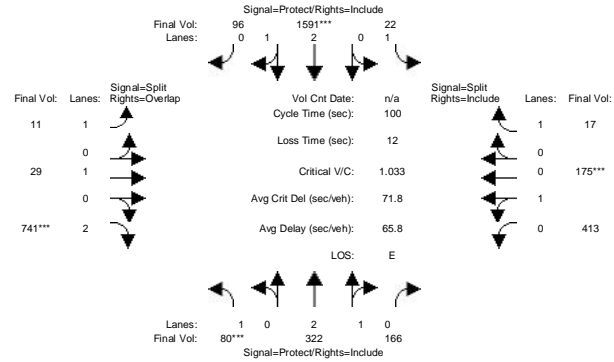 Signal=Protect/Rights=Include
Final Vol: 96 1591*** 22
Lanes: 0 1 2 0 1
Signal=Split
Final Vol: Lanes: Rights=Overlap
Vol Cnt Date: n/a
Signal=Split
Rights=Include Lanes: Final Vol:
Cycle Time (sec): 100
11 1
1 17
Loss Time (sec): 12
0
0
29 1
Critical V/C: 1.033
0 175***
0
Avg Crit Del (sec/veh): 71.8
1
741*** 2
Avg Delay (sec/veh): 65.8
0 413
LOS: E
Lanes: 1 0 2 1 0
Final Vol: 80*** 322 166
Signal=Protect/Rights=Include